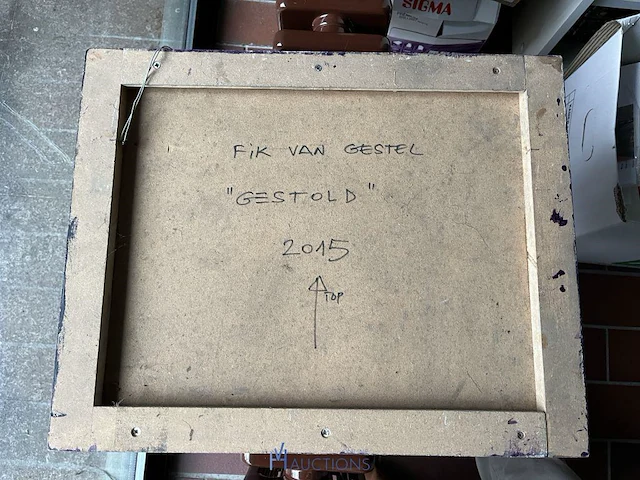 SIGMA
FIK VAN GESTEL
"GESTOLD"
2015
TOP
AUCTIONS